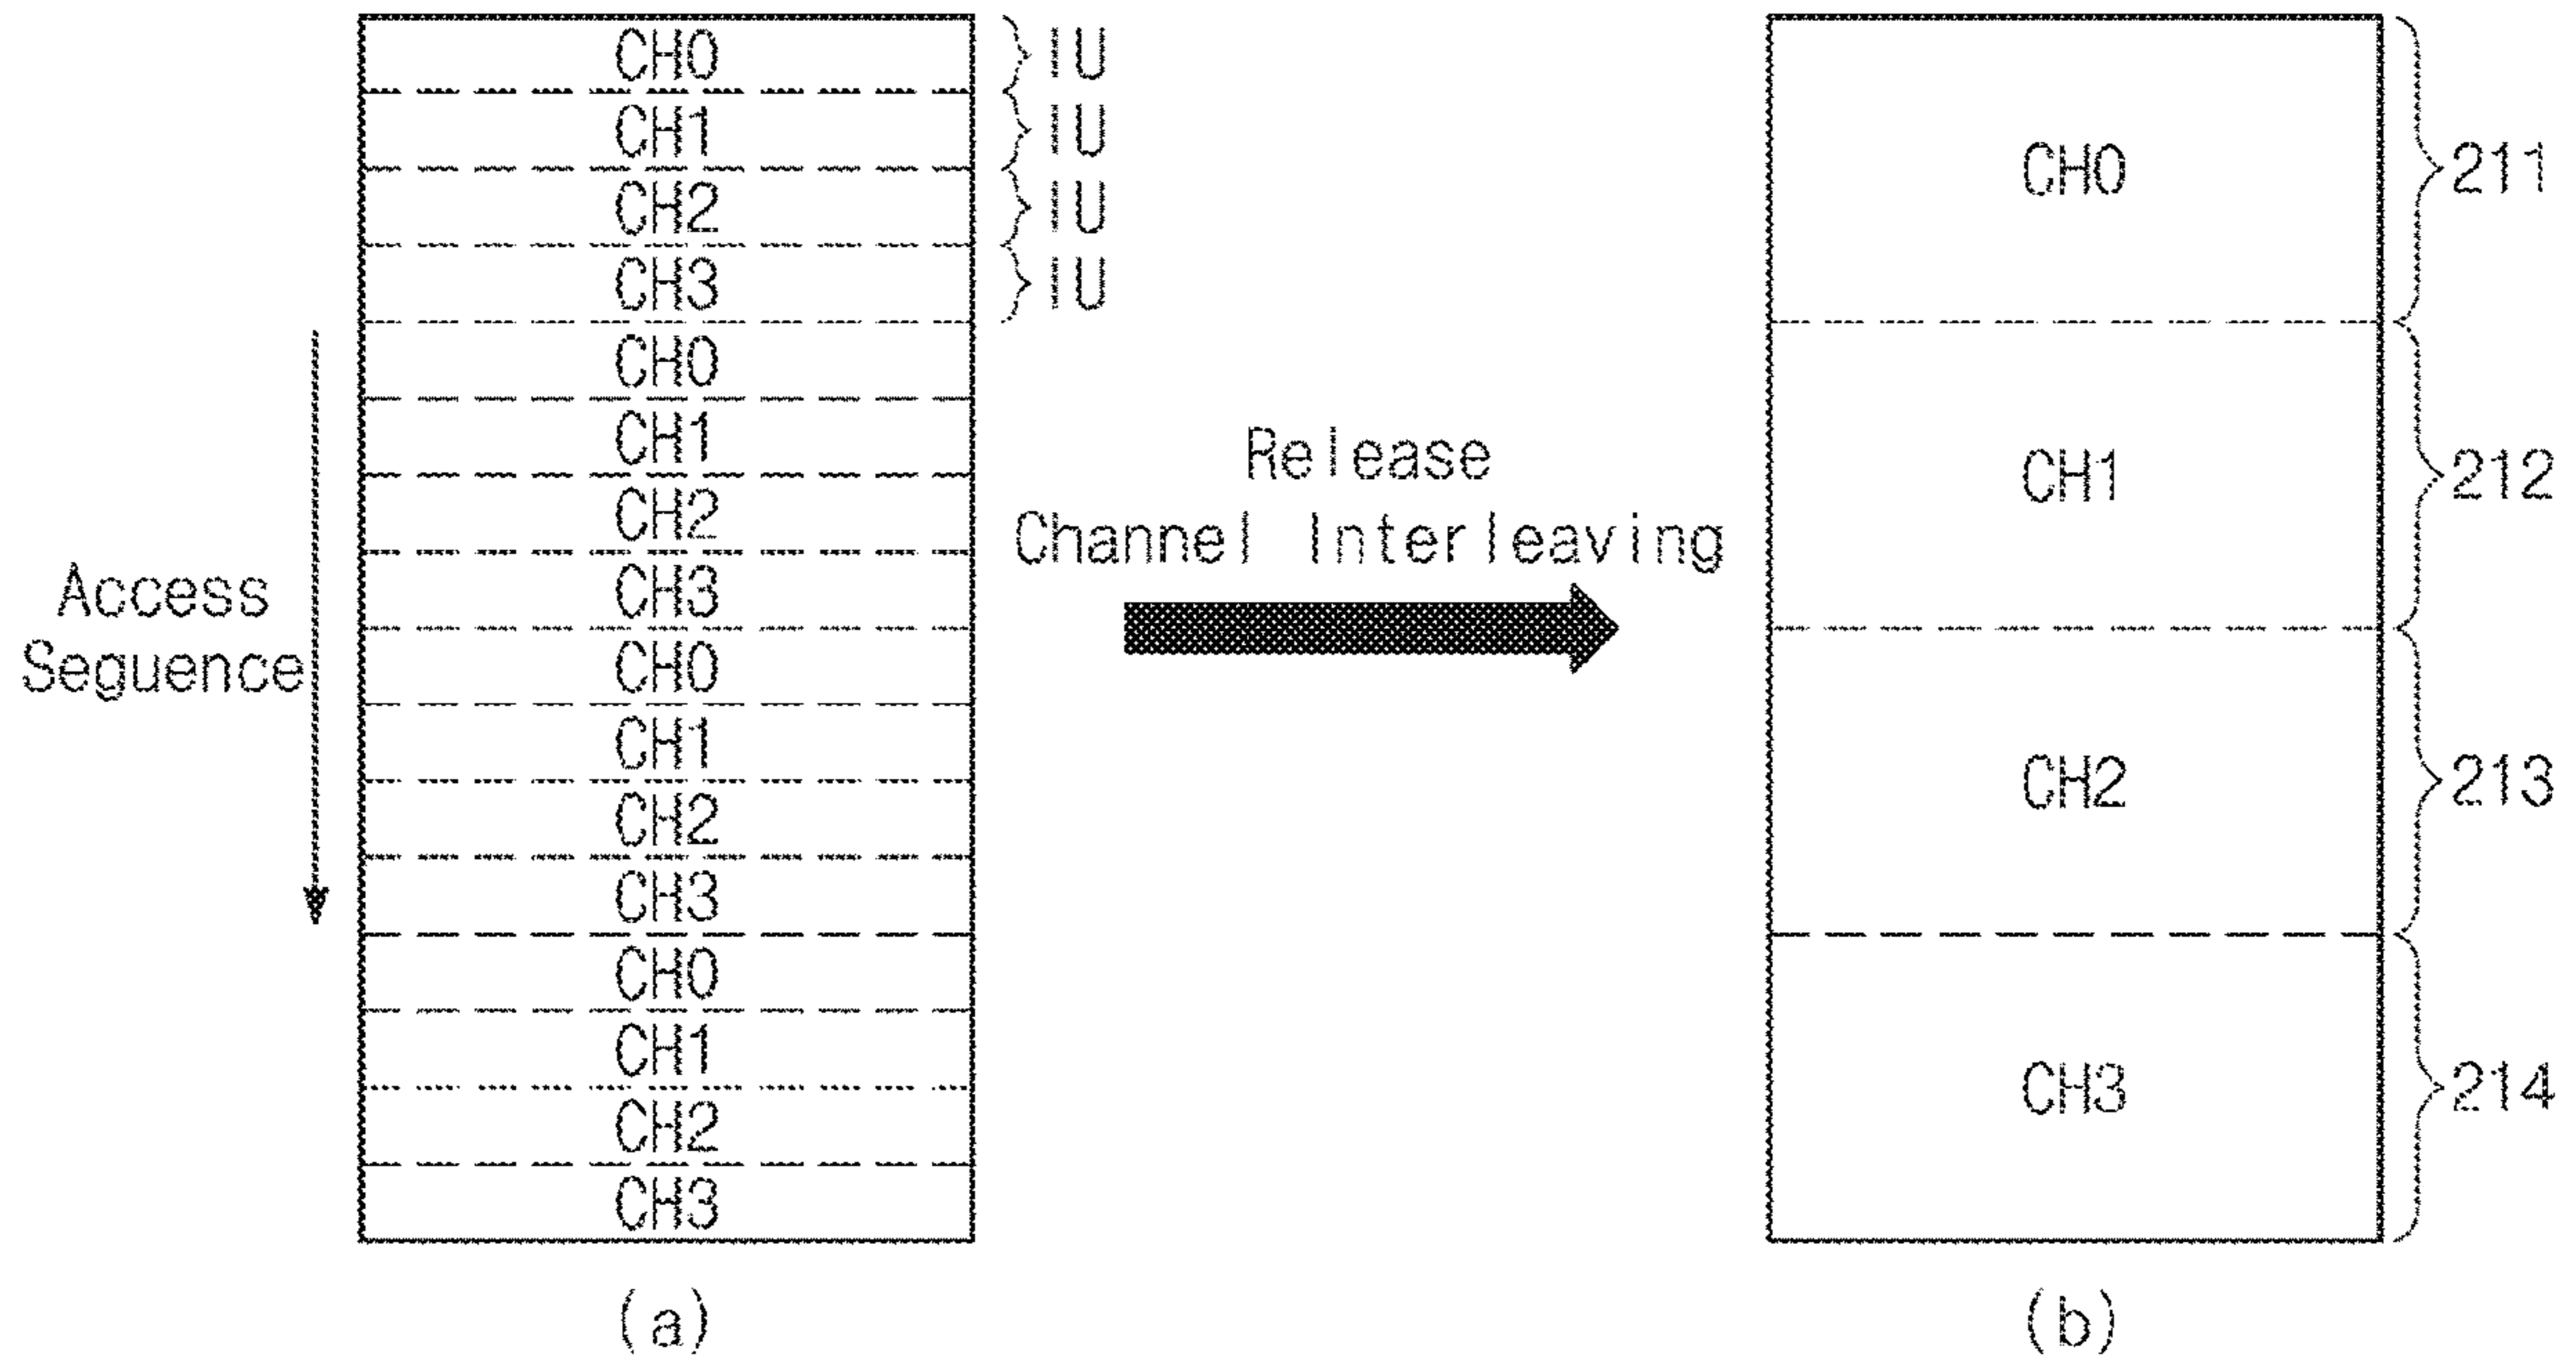 CH0
IU
CH1
IU
CH2
IU
CH3
IU
CH0
CH1
CH2
CH3
CH0
CH1
CH2
CH3
CH0
CH1
CH2
CH3
Access
Seguence
(a)
Release
Channel Interleaving
CH0
211
CH1
212
CH2
213
CH3
214
(b)